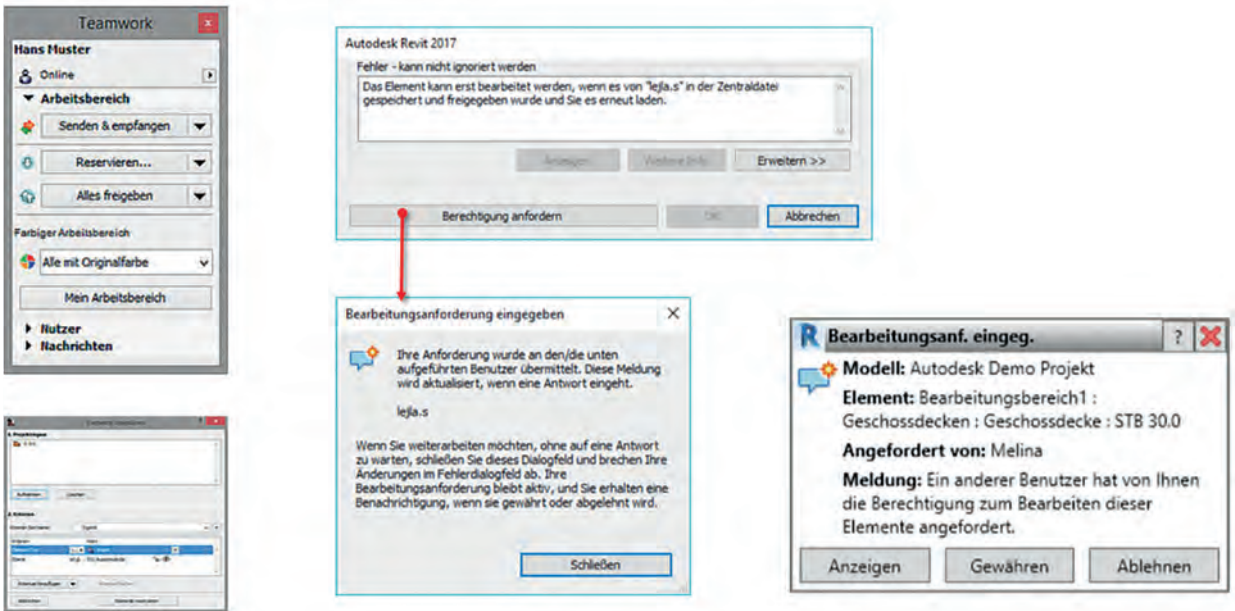 Teamwork
Hans Muster
Online
Arbeitsbereich
Senden & empfangen
Reservieren...
Alles freigeben
Farbiger Arbeitsbereich
Alle mit Originalfarbe
Mein Arbeitsbereich
Nutzer
Nachrichten
Autodesk Revit 2017
Fehler - kann nicht ignoriert werden
Das Element kann erst bearbeitet werden, wenn es von "lejla.s" in der Zentraldatei
gespeichert und freigegeben wurde und Sie es erneut laden.
Anzeigen
Weitere Info
Erweitern >>
Berechtigung anfordern
OK
Abbrechen
Bearbeitungsanforderung eingegeben
Ihre Anforderung wurde an den/die unten
aufgeführten Benutzer übermittelt. Diese Meldung
wird aktualisiert, wenn eine Antwort eingeht.
lejla.s
Wenn Sie weiterarbeiten möchten, ohne auf eine Antwort
zu warten, schließen Sie dieses Dialogfeld und brechen Ihre
Änderungen im Fehlerdialogfeld ab. Ihre
Bearbeitungsanforderung bleibt aktiv, und Sie erhalten eine
Benachrichtigung, wenn sie gewährt oder abgelehnt wird.
Schließen
R Bearbeitungsanf. eingeg.
?
Modell: Autodesk Demo Projekt
Element: Bearbeitungsbereich1 :
Geschossdecken : Geschossdecke : STB 30.0
Angefordert von: Melina
Meldung: Ein anderer Benutzer hat von Ihnen
die Berechtigung zum Bearbeiten dieser
Elemente angefordert.
Anzeigen
Gewähren
Ablehnen